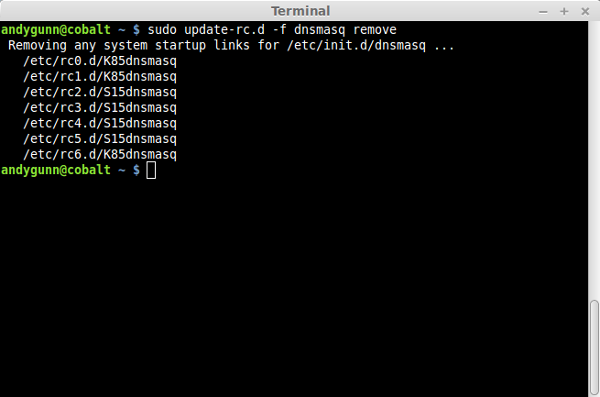 Terminal
andygunn@cobalt ~ $ sudo update-rc.d -f dnsmasq remove
 Removing any system startup links for /etc/init.d/dnsmasq ...
   /etc/rc0.d/K85dnsmasq
   /etc/rc1.d/K85dnsmasq
   /etc/rc2.d/S15dnsmasq
   /etc/rc3.d/S15dnsmasq
   /etc/rc4.d/S15dnsmasq
   /etc/rc5.d/S15dnsmasq
   /etc/rc6.d/K85dnsmasq
andygunn@cobalt ~ $